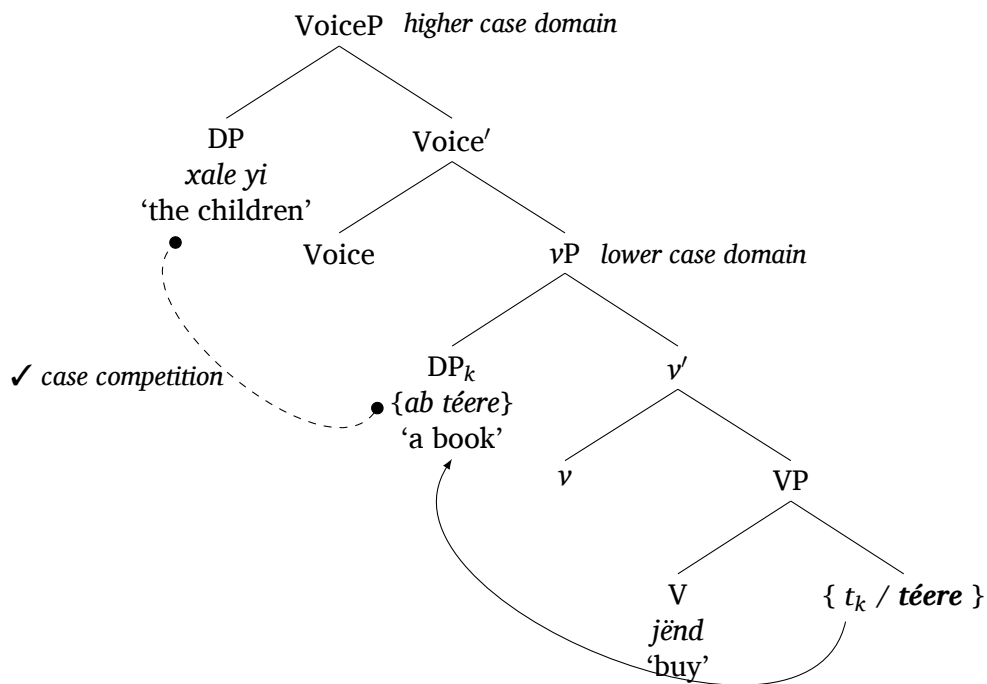 VoiceP higher case domain
DP
xale yi
‘the children’
Voice′
Voice
vP lower case domain
✓ case competition
DPk
{ab téere}
‘a book’
v′
v
VP
V
jënd
‘buy’
{ tk / téere }